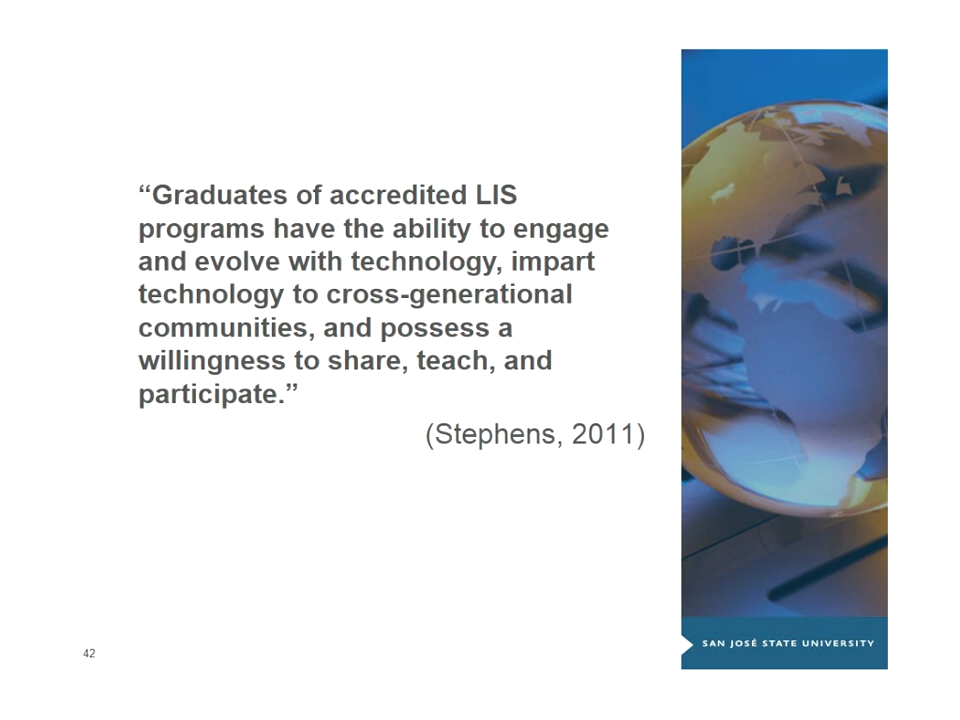 “Graduates of accredited LIS
programs have the ability to engage
and evolve with technology, impart
technology to cross-generational
communities, and possess a
willingness to share, teach, and
participate.”
(Stephens, 2011)
42
SAN JOSÉ STATE UNIVERSITY